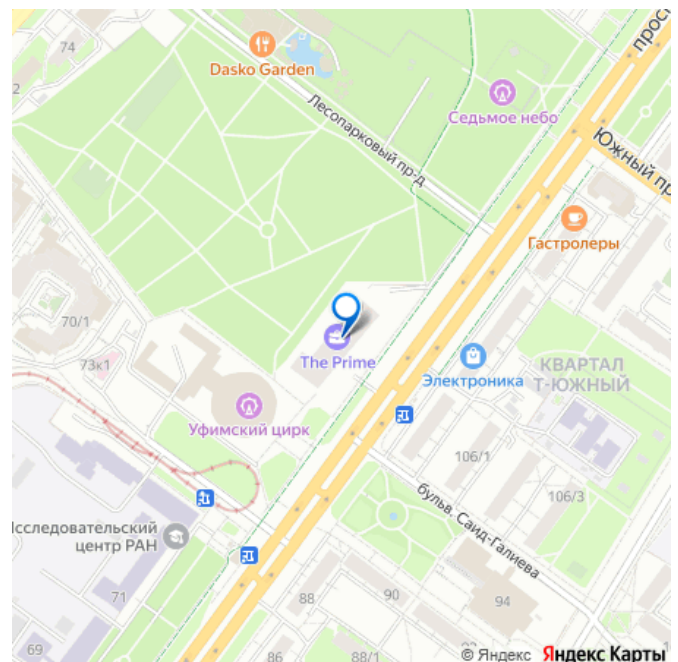 74
2
Dasko Garden
Лесопарковый пр-д
Седьмое небо
прос
Южный пр
Гастролеры
70/1
73к1
The Prime
Электроника
КВАРТАЛ
Т-ЮЖНЫЙ
Уфимский цирк
106/1
106/3
бульв. Саид-Галиева
Исследовательский
центр РАН
71
69
88
90
94
86
88/1
© Яндекс Яндекс Карты